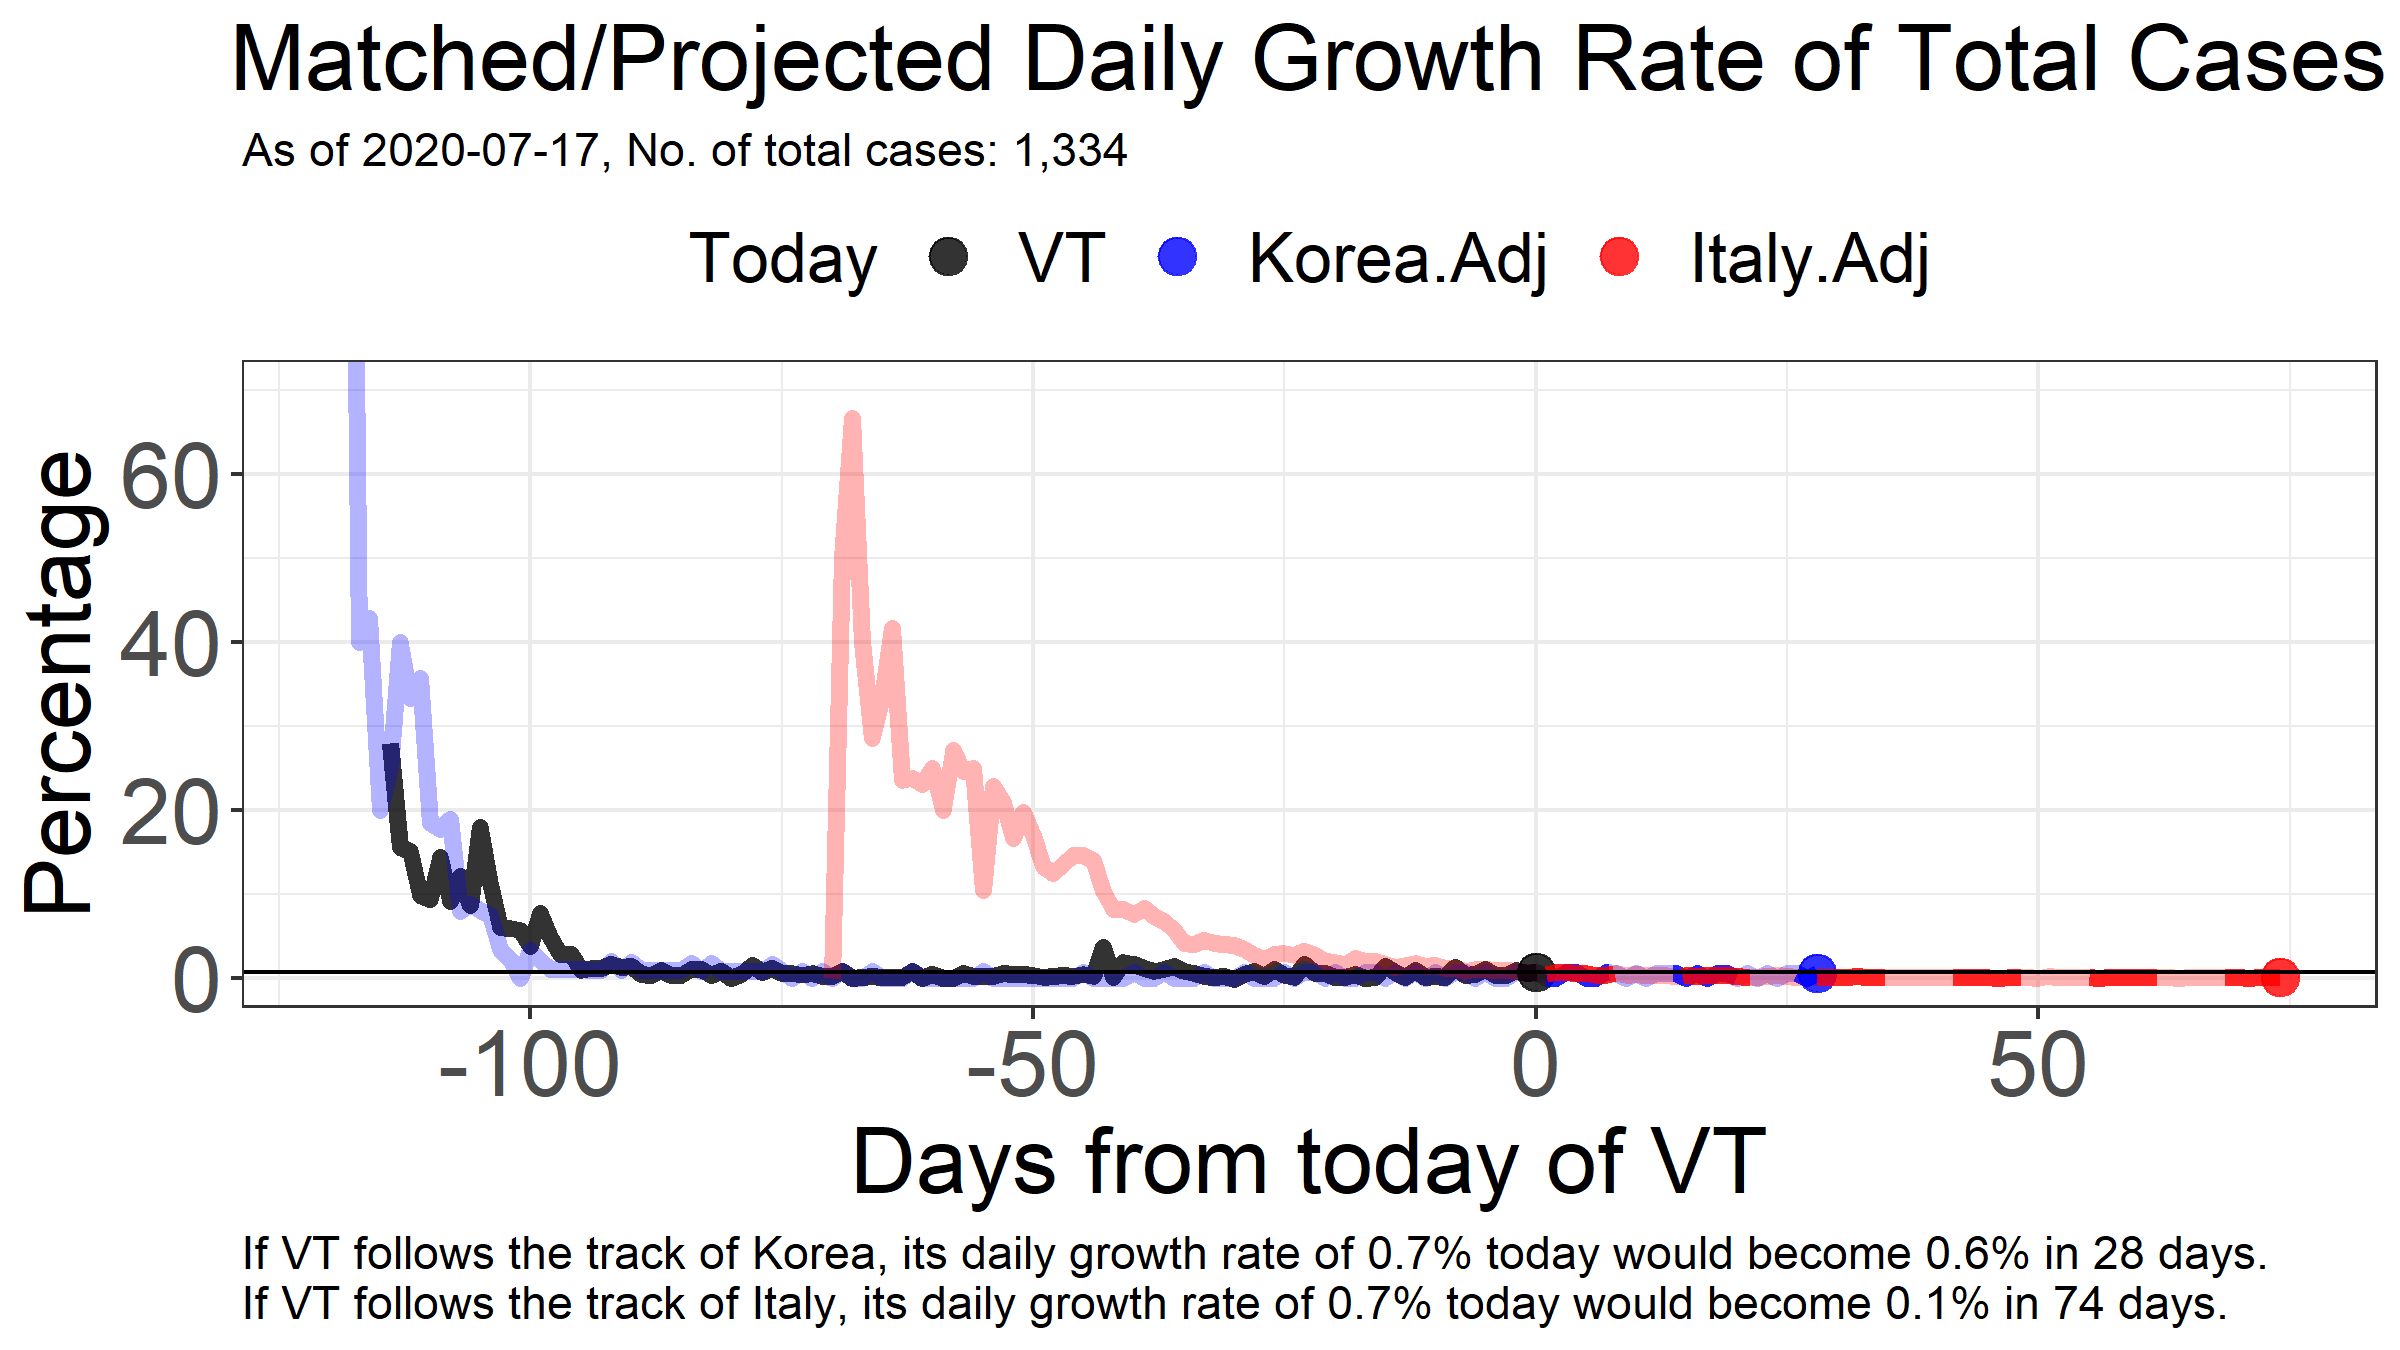 Matched/Projected Daily Growth Rate of Total Cases
As of 2020-07-17, No. of total cases: 1,334
Today VT Korea.Adj Italy.Adj
Percentage
60
40
20
0
-100 -50 0 50
Days from today of VT
If VT follows the track of Korea, its daily growth rate of 0.7% today would become 0.6% in 28 days.
If VT follows the track of Italy, its daily growth rate of 0.7% today would become 0.1% in 74 days.